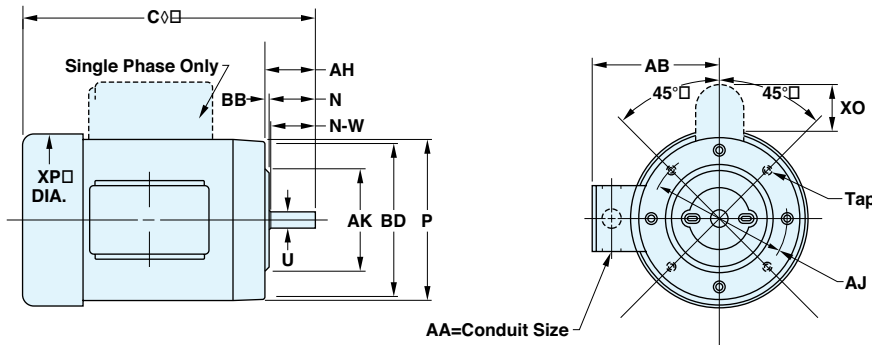 C◊□
Single Phase Only
AH
BB
N
N-W
XP□
DIA.
AK
BD
P
U
AB
45°□
45°□
XO
Tap
AJ
AA=Conduit Size